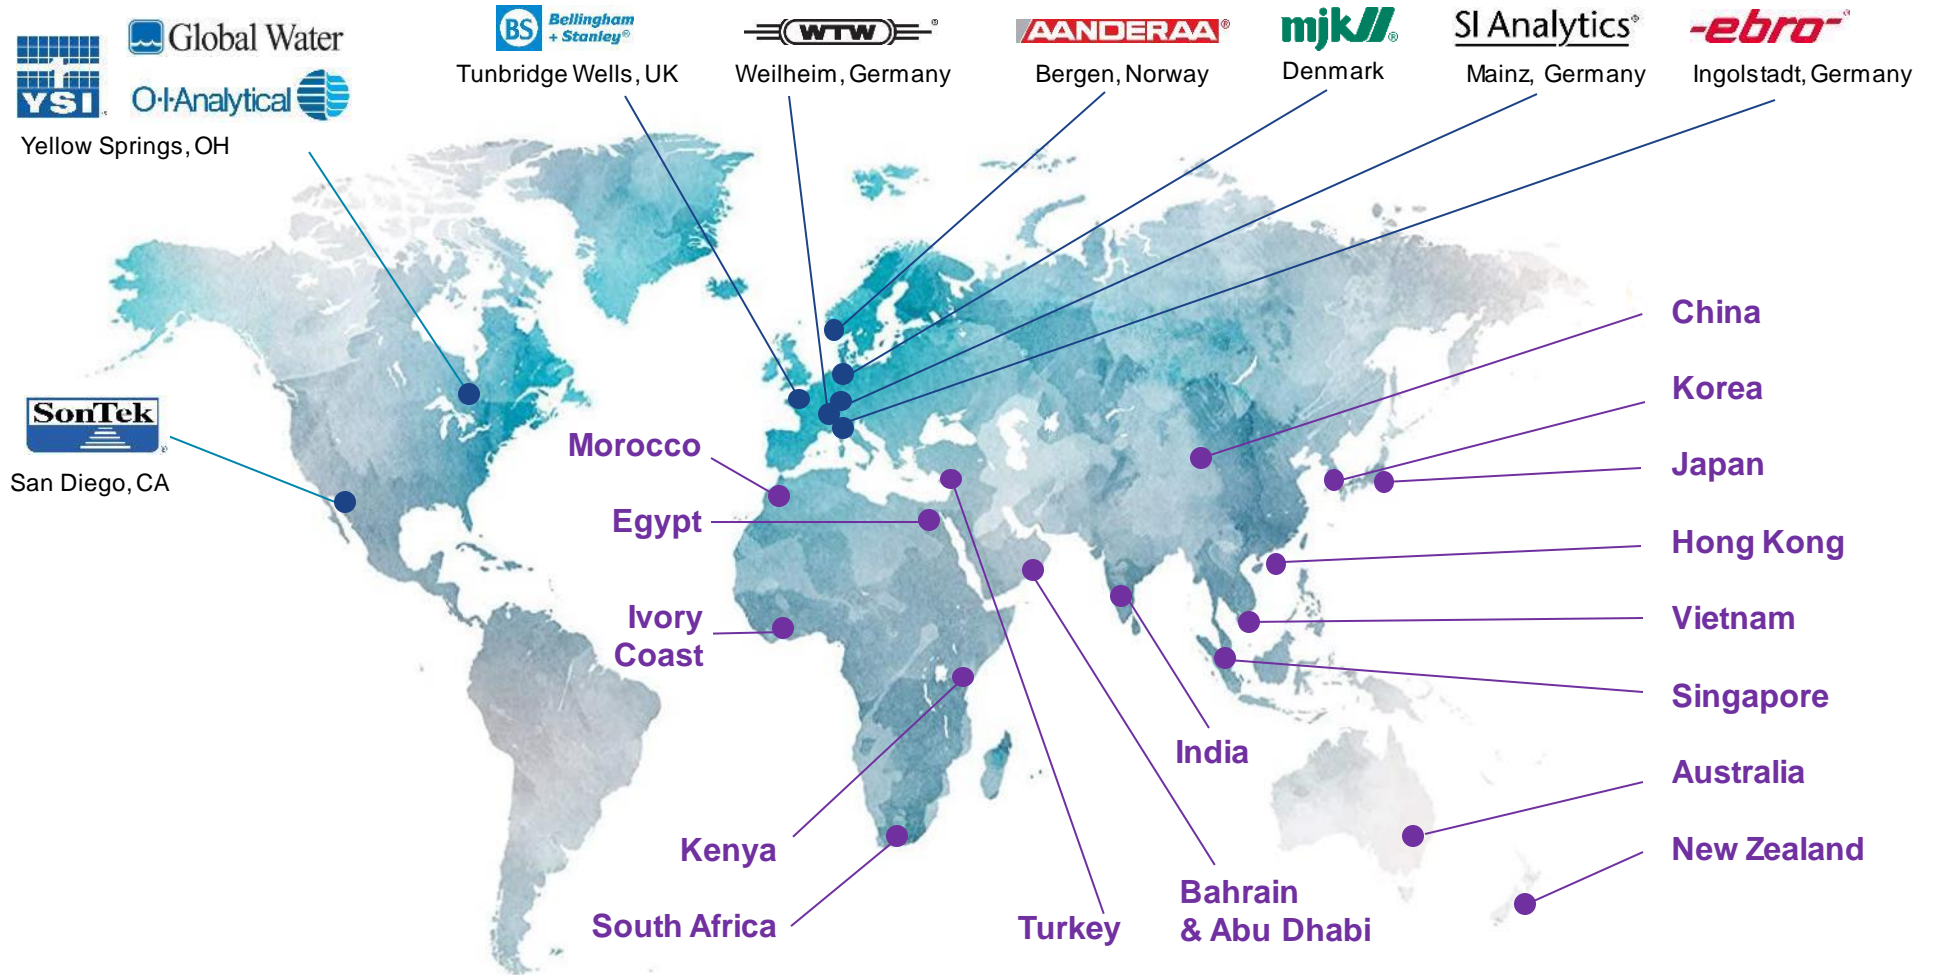 YSI
Global Water
O·I·Analytical
Yellow Springs, OH
BS Bellingham
+ Stanley®
Tunbridge Wells, UK
WTW ®
Weilheim, Germany
AANDERAA ®
Bergen, Norway
mjk ®
Denmark
SI Analytics®
Mainz, Germany
-ebro- ®
Ingolstadt, Germany
SonTek ®
San Diego, CA
Morocco
Egypt
Ivory
Coast
Kenya
South Africa
Turkey
Bahrain
& Abu Dhabi
India
China
Korea
Japan
Hong Kong
Vietnam
Singapore
Australia
New Zealand